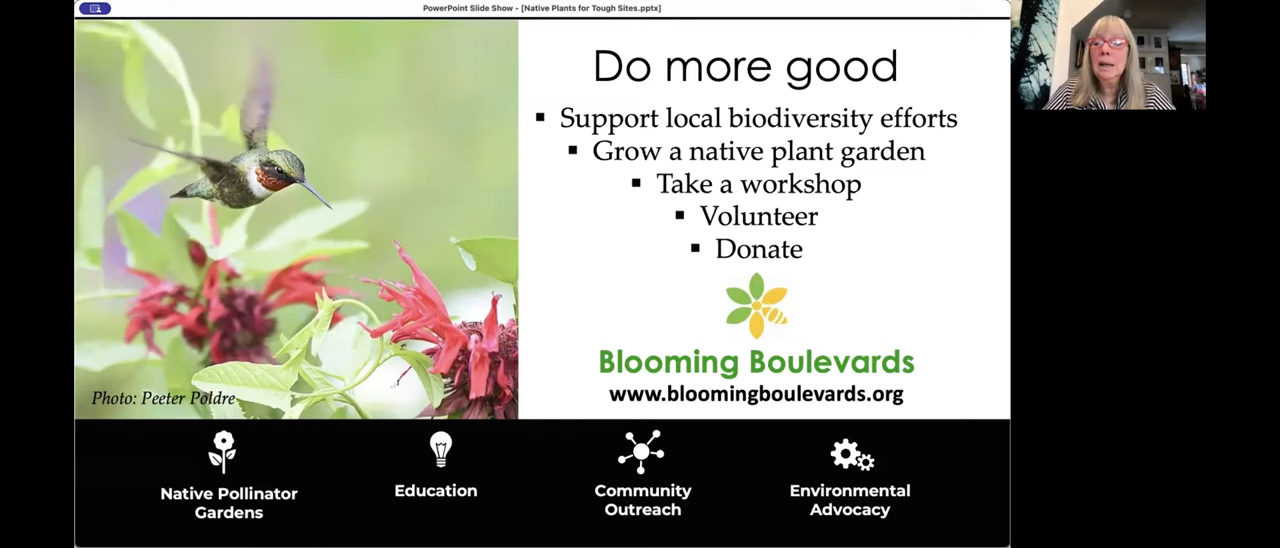 PowerPoint Slide Show - [Native Plants for Tough Sites.pptx]
Do more good
▪ Support local biodiversity efforts
▪ Grow a native plant garden
▪ Take a workshop
▪ Volunteer
▪ Donate
Blooming Boulevards
www.bloomingboulevards.org
Photo: Peeter Poldre
Native Pollinator
Gardens
Education
Community
Outreach
Environmental
Advocacy